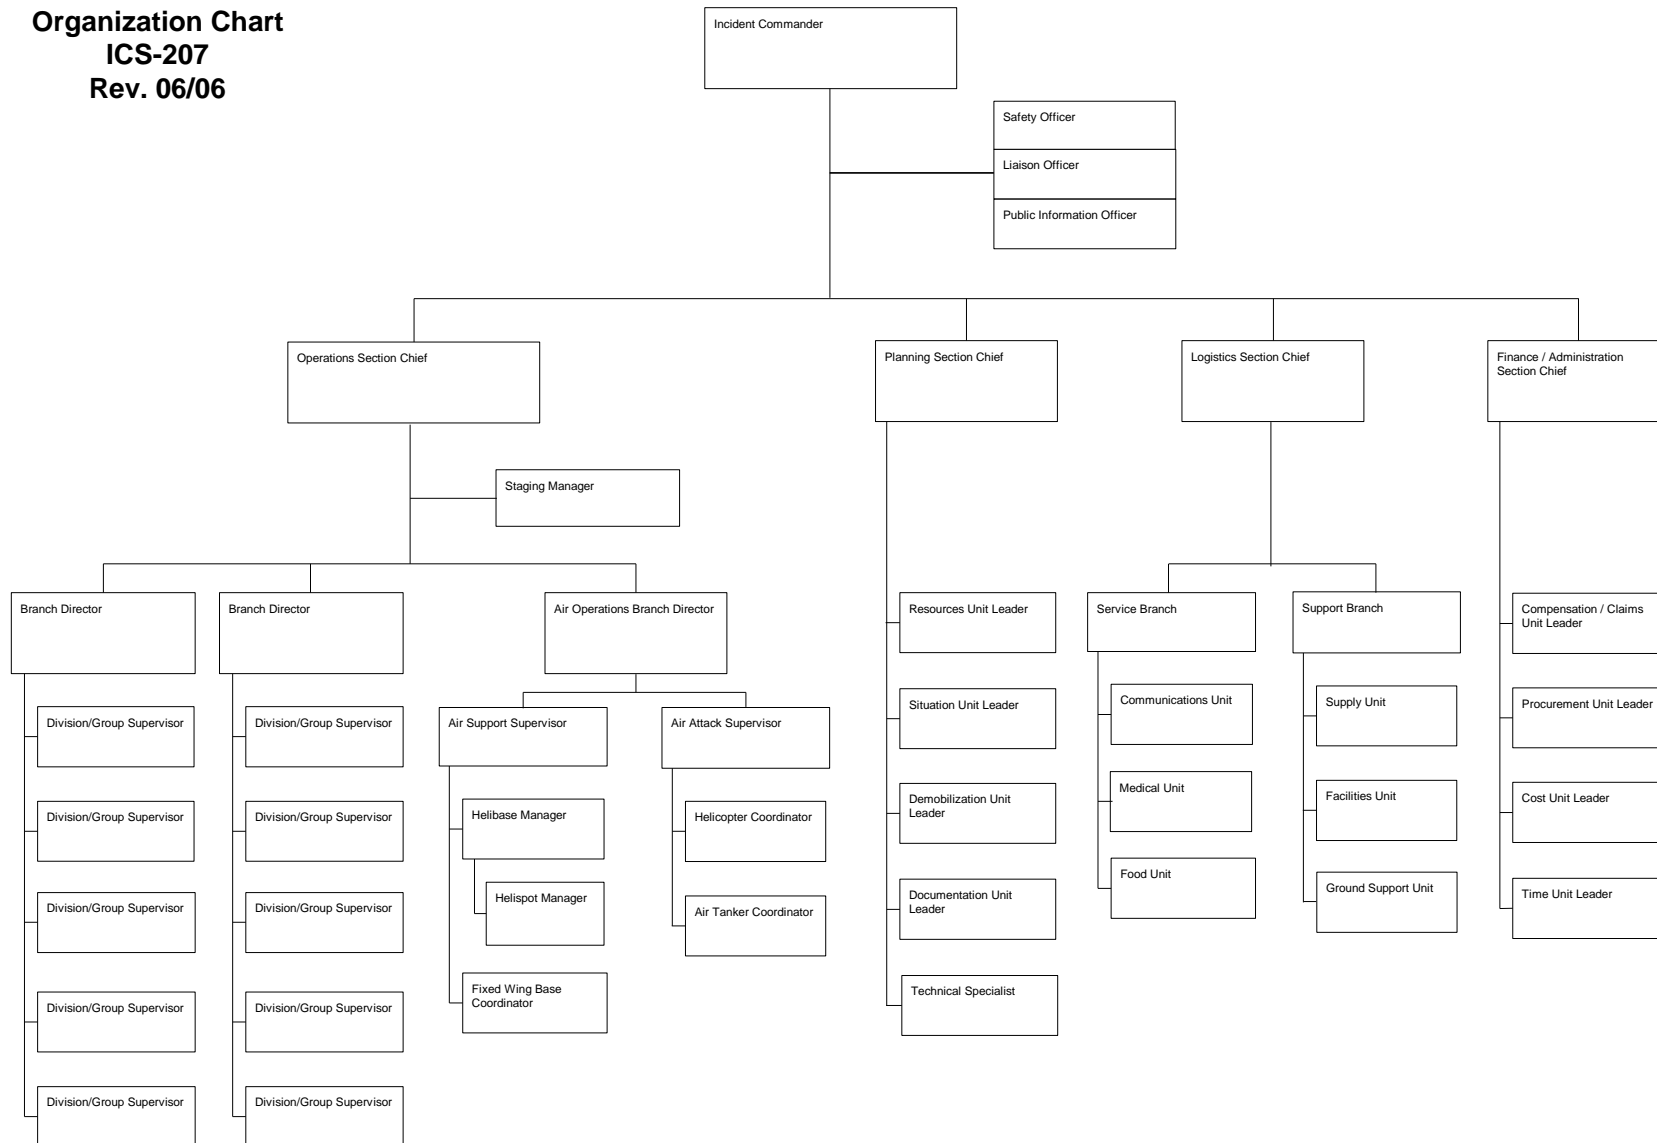 Organization Chart
ICS-207
Rev. 06/06
Incident Commander
Safety Officer
Liaison Officer
Public Information Officer
Operations Section Chief
Planning Section Chief
Logistics Section Chief
Finance / Administration
Section Chief
Staging Manager
Branch Director
Branch Director
Air Operations Branch Director
Division/Group Supervisor
Division/Group Supervisor
Division/Group Supervisor
Division/Group Supervisor
Division/Group Supervisor
Division/Group Supervisor
Division/Group Supervisor
Division/Group Supervisor
Division/Group Supervisor
Division/Group Supervisor
Air Support Supervisor
Helibase Manager
Helispot Manager
Fixed Wing Base
Coordinator
Air Attack Supervisor
Helicopter Coordinator
Air Tanker Coordinator
Resources Unit Leader
Situation Unit Leader
Demobilization Unit
Leader
Documentation Unit
Leader
Technical Specialist
Service Branch
Communications Unit
Medical Unit
Food Unit
Support Branch
Supply Unit
Facilities Unit
Ground Support Unit
Compensation / Claims
Unit Leader
Procurement Unit Leader
Cost Unit Leader
Time Unit Leader